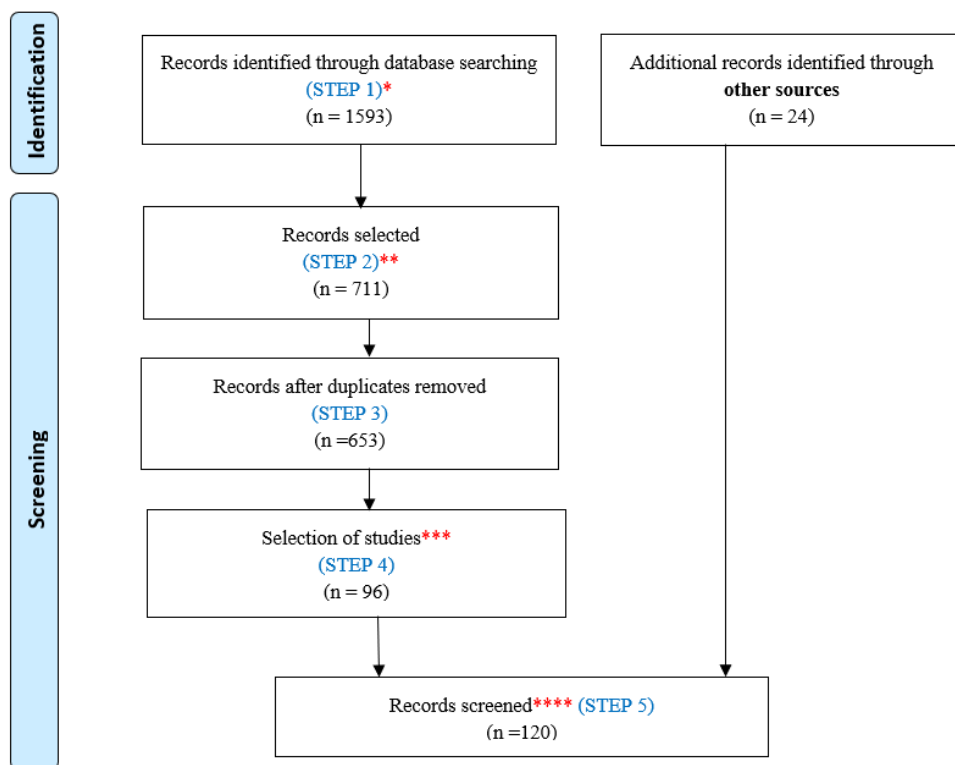 Identification
Records identified through database searching
(STEP 1)*
(n = 1593)
Additional records identified through
other sources
(n = 24)
Screening
Records selected
(STEP 2)**
(n = 711)
Records after duplicates removed
(STEP 3)
(n =653)
Selection of studies***
(STEP 4)
(n = 96)
Records screened**** (STEP 5)
(n =120)